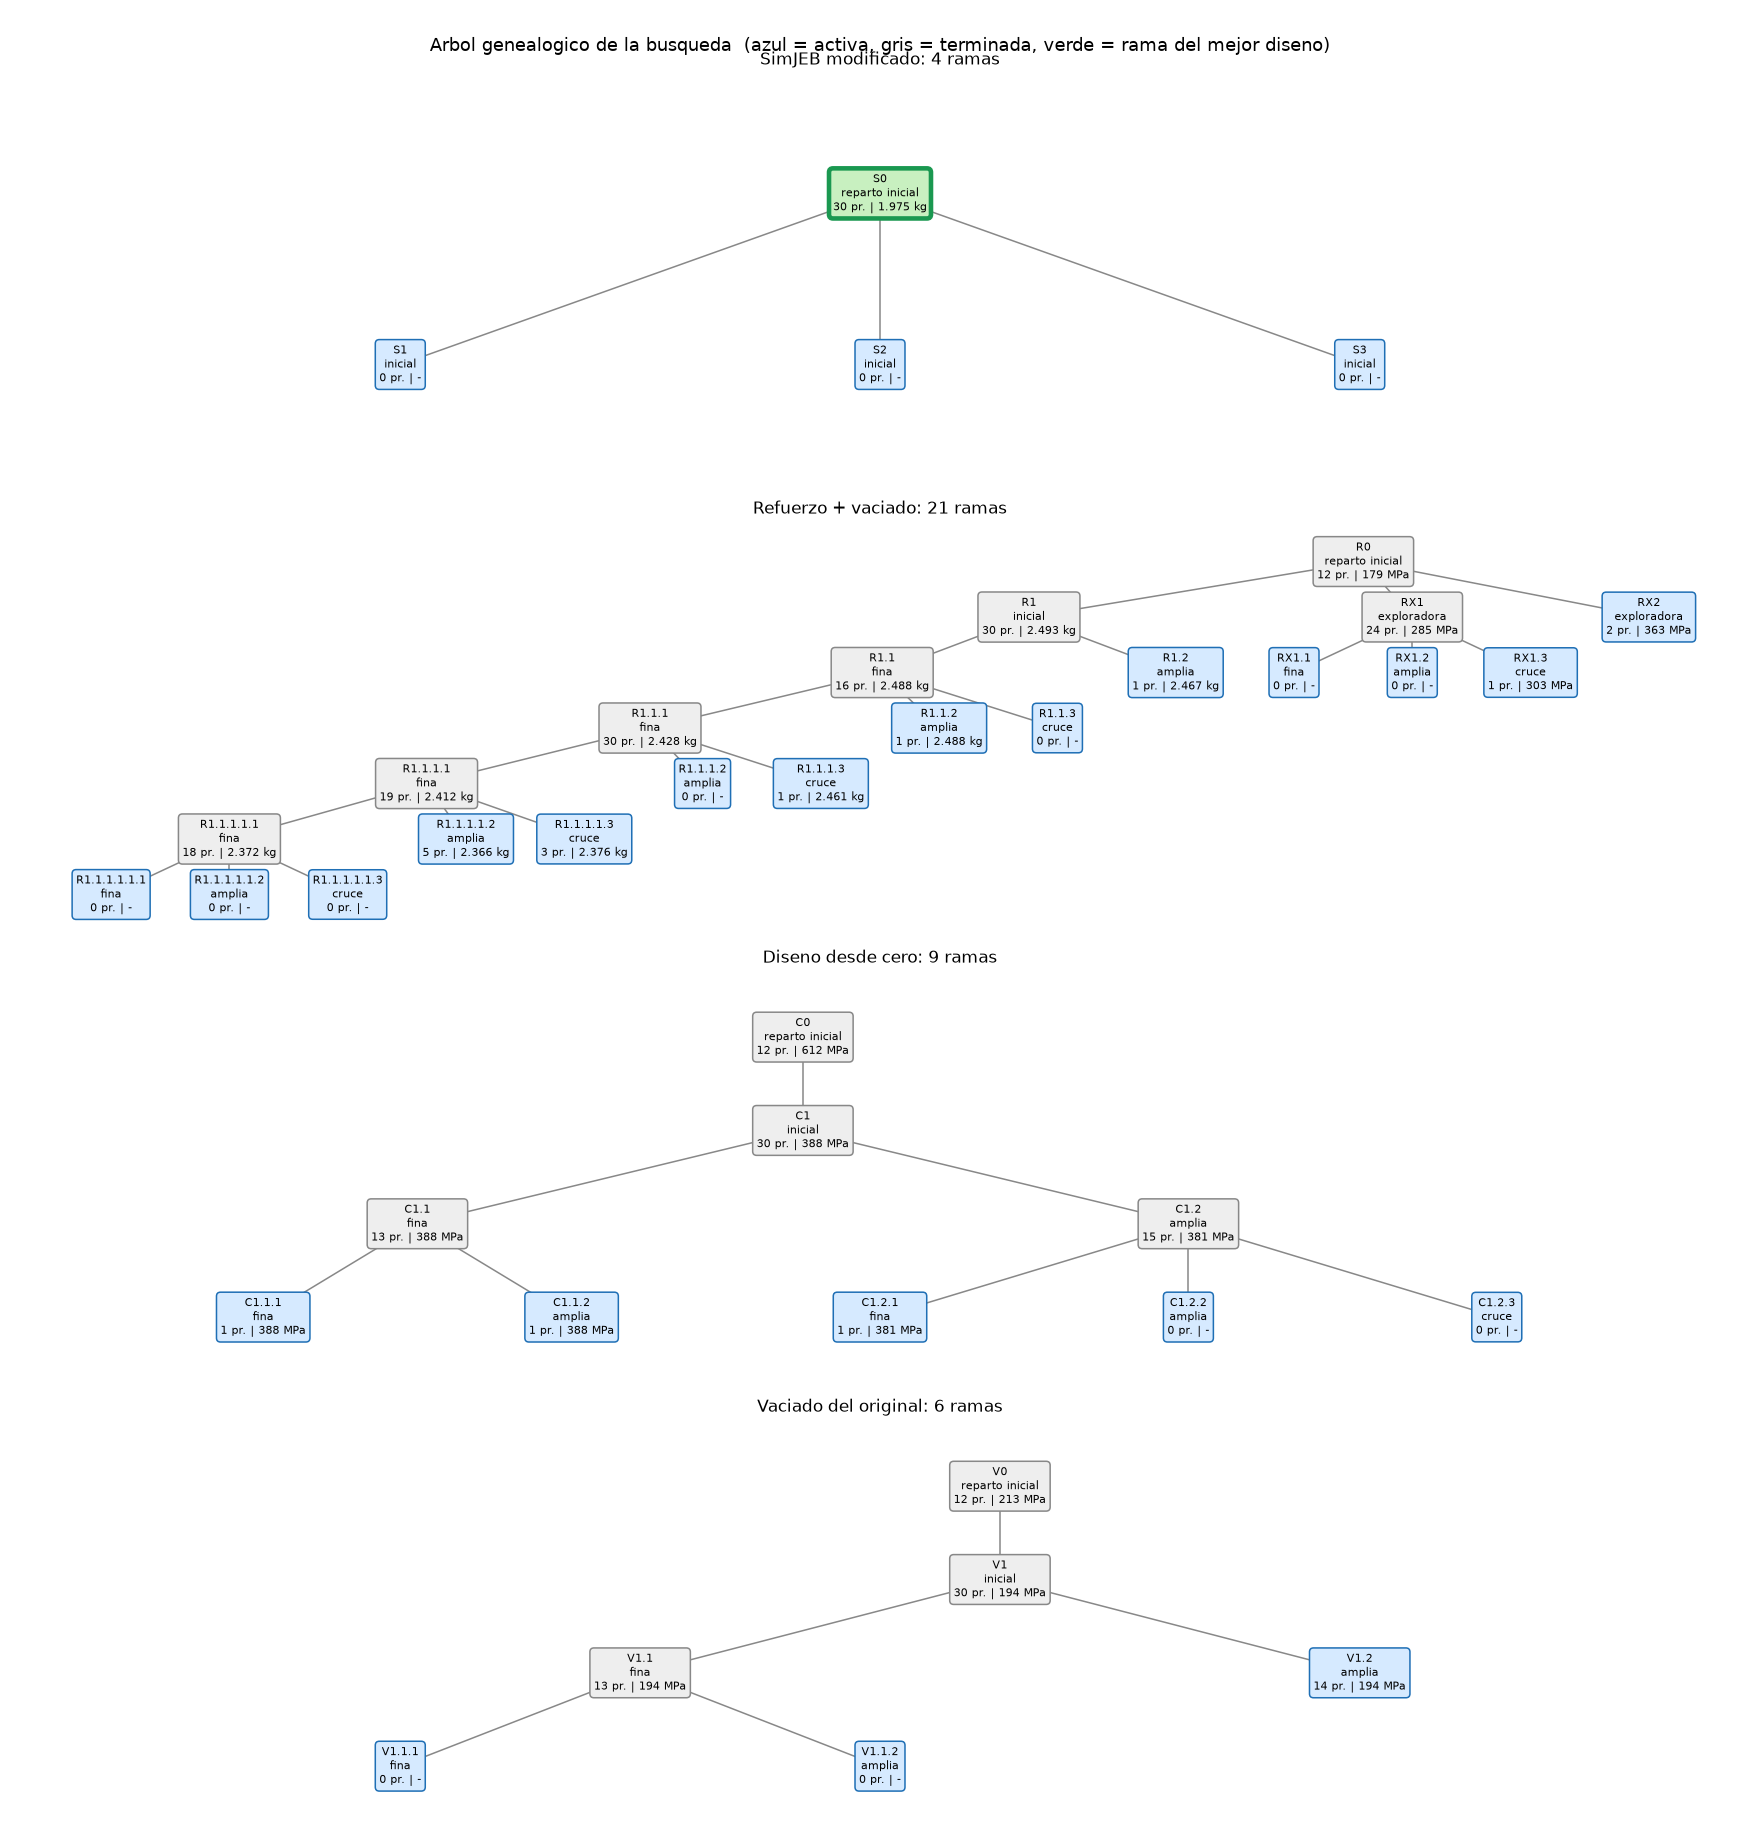 Arbol genealogico de la busqueda  (azul = activa, gris = terminada, verde = rama del mejor diseno)
SimJEB modificado: 4 ramas
S0
reparto inicial
30 pr. | 1.975 kg
S1
inicial
0 pr. | -
S2
inicial
0 pr. | -
S3
inicial
0 pr. | -
Refuerzo + vaciado: 21 ramas
R0
reparto inicial
12 pr. | 179 MPa
R1
inicial
30 pr. | 2.493 kg
RX1
exploradora
24 pr. | 285 MPa
RX2
exploradora
2 pr. | 363 MPa
R1.1
fina
16 pr. | 2.488 kg
R1.2
amplia
1 pr. | 2.467 kg
RX1.1
fina
0 pr. | -
RX1.2
amplia
0 pr. | -
RX1.3
cruce
1 pr. | 303 MPa
R1.1.1
fina
30 pr. | 2.428 kg
R1.1.2
amplia
1 pr. | 2.488 kg
R1.1.3
cruce
0 pr. | -
R1.1.1.1
fina
19 pr. | 2.412 kg
R1.1.1.2
amplia
0 pr. | -
R1.1.1.3
cruce
1 pr. | 2.461 kg
R1.1.1.1.1
fina
18 pr. | 2.372 kg
R1.1.1.1.2
amplia
5 pr. | 2.366 kg
R1.1.1.1.3
cruce
3 pr. | 2.376 kg
R1.1.1.1.1.1
fina
0 pr. | -
R1.1.1.1.1.2
amplia
0 pr. | -
R1.1.1.1.1.3
cruce
0 pr. | -
Diseno desde cero: 9 ramas
C0
reparto inicial
12 pr. | 612 MPa
C1
inicial
30 pr. | 388 MPa
C1.1
fina
13 pr. | 388 MPa
C1.2
amplia
15 pr. | 381 MPa
C1.1.1
fina
1 pr. | 388 MPa
C1.1.2
amplia
1 pr. | 388 MPa
C1.2.1
fina
1 pr. | 381 MPa
C1.2.2
amplia
0 pr. | -
C1.2.3
cruce
0 pr. | -
Vaciado del original: 6 ramas
V0
reparto inicial
12 pr. | 213 MPa
V1
inicial
30 pr. | 194 MPa
V1.1
fina
13 pr. | 194 MPa
V1.2
amplia
14 pr. | 194 MPa
V1.1.1
fina
0 pr. | -
V1.1.2
amplia
0 pr. | -